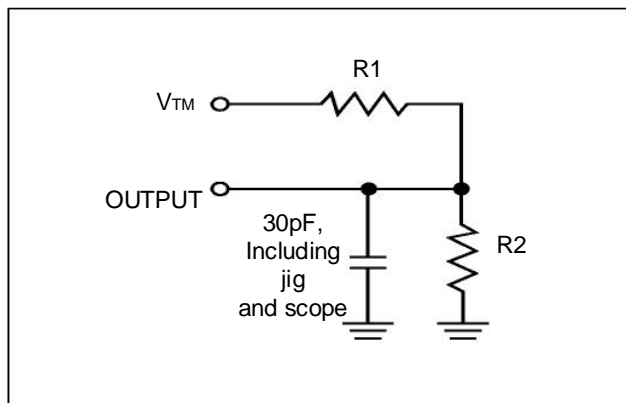 R1
VTM
OUTPUT
30pF,
Including
jig
and scope
R2